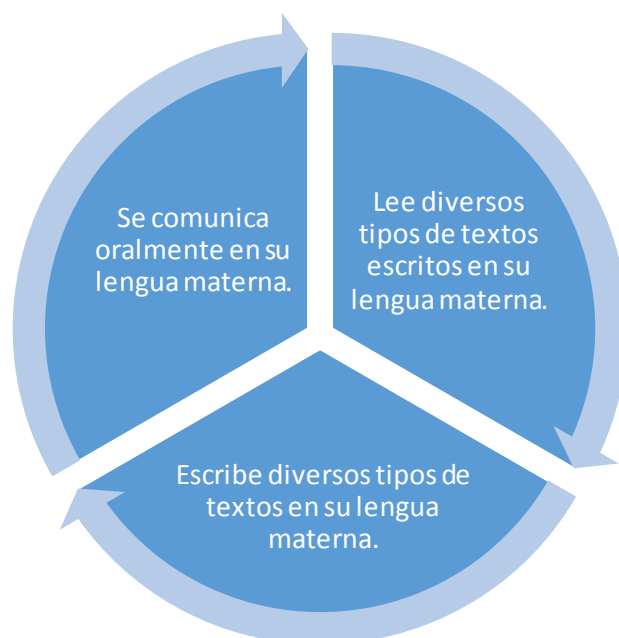 Se comunica
oralmente en su
lengua materna.
Lee diversos
tipos de textos
escritos en su
lengua materna.
Escribe diversos tipos de
textos en su lengua
materna.